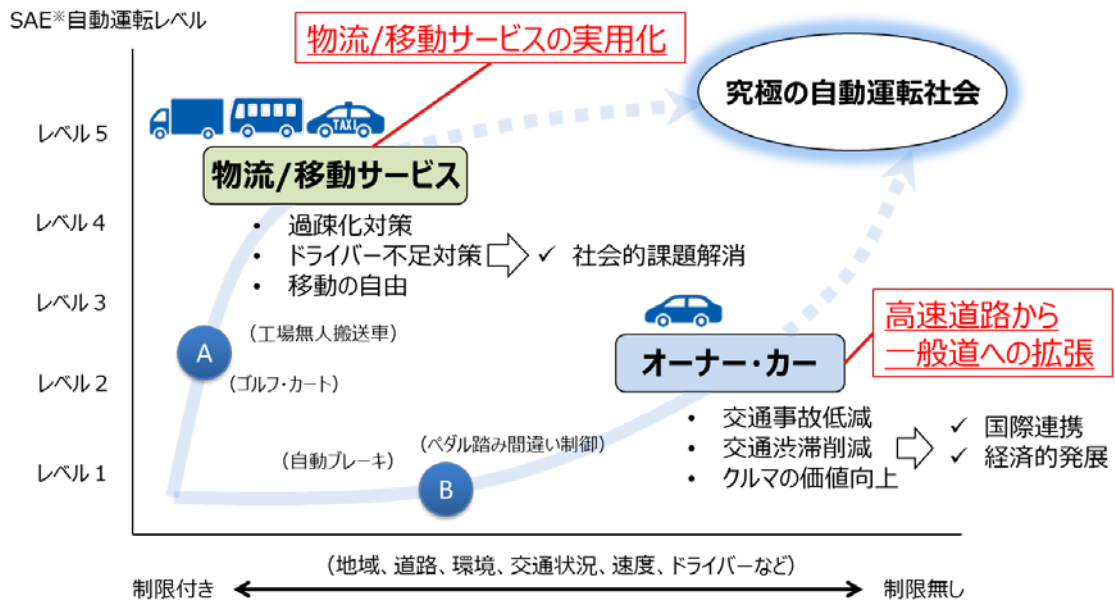 SAE※自動運転レベル
物流/移動サービスの実用化
究極の自動運転社会
レベル5
TAXI
物流/移動サービス
レベル4
• 過疎化対策
• ドライバー不足対策
• 移動の自由
✓ 社会的課題解消
レベル3
高速道路から
一般道への拡張
A
(工場無人搬送車)
オーナー・カー
レベル2
(ゴルフ・カート)
• 交通事故低減
• 交通渋滞削減
• クルマの価値向上
✓ 国際連携
✓ 経済的発展
(ペダル踏み間違い制御)
(自動ブレーキ)
レベル1
B
(地域、道路、環境、交通状況、速度、ドライバーなど)
制限付き
制限無し